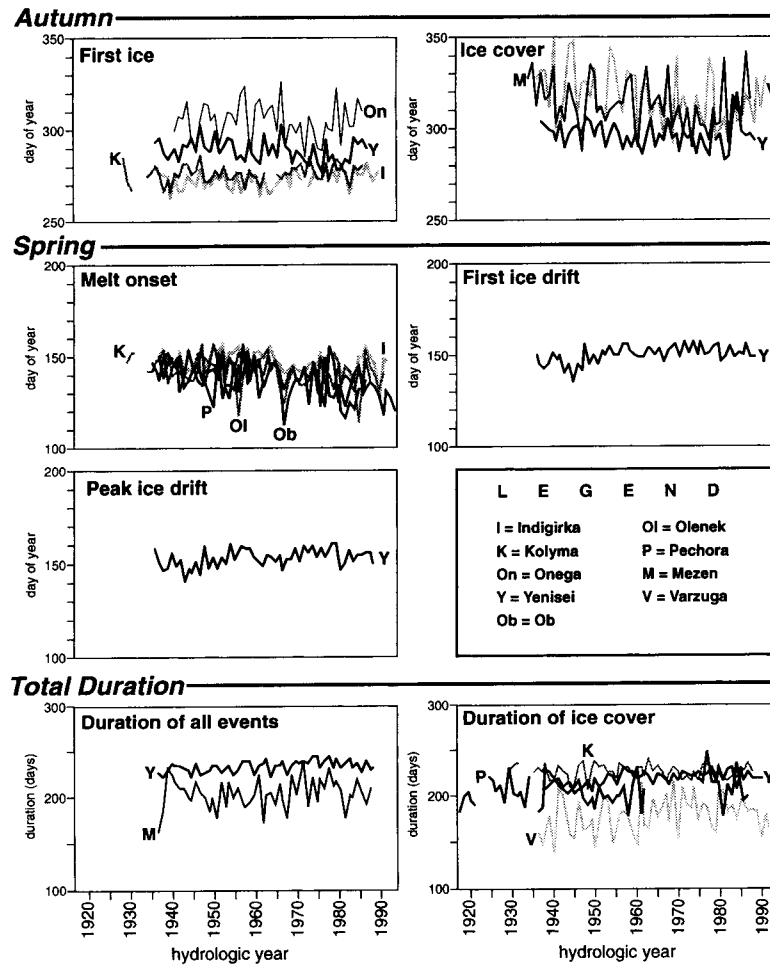 Autumn
First ice
350
300
250
day of year
K
On
Y
I
Ice cover
350
300
250
day of year
M
Y
Spring
Melt onset
200
150
100
day of year
K
P
Ol
Ob
I
First ice drift
200
150
100
day of year
Y
Peak ice drift
200
150
100
day of year
Y
L E G E N D
I = Indigirka
K = Kolyma
On = Onega
Y = Yenisei
Ob = Ob
Ol = Olenek
P = Pechora
M = Mezen
V = Varzuga
Total Duration
Duration of all events
300
200
100
duration (days)
Y
M
1920
1930
1940
1950
1960
1970
1980
1990
hydrologic year
Duration of ice cover
300
200
100
duration (days)
P
K
V
Y
1920
1930
1940
1950
1960
1970
1980
1990
hydrologic year